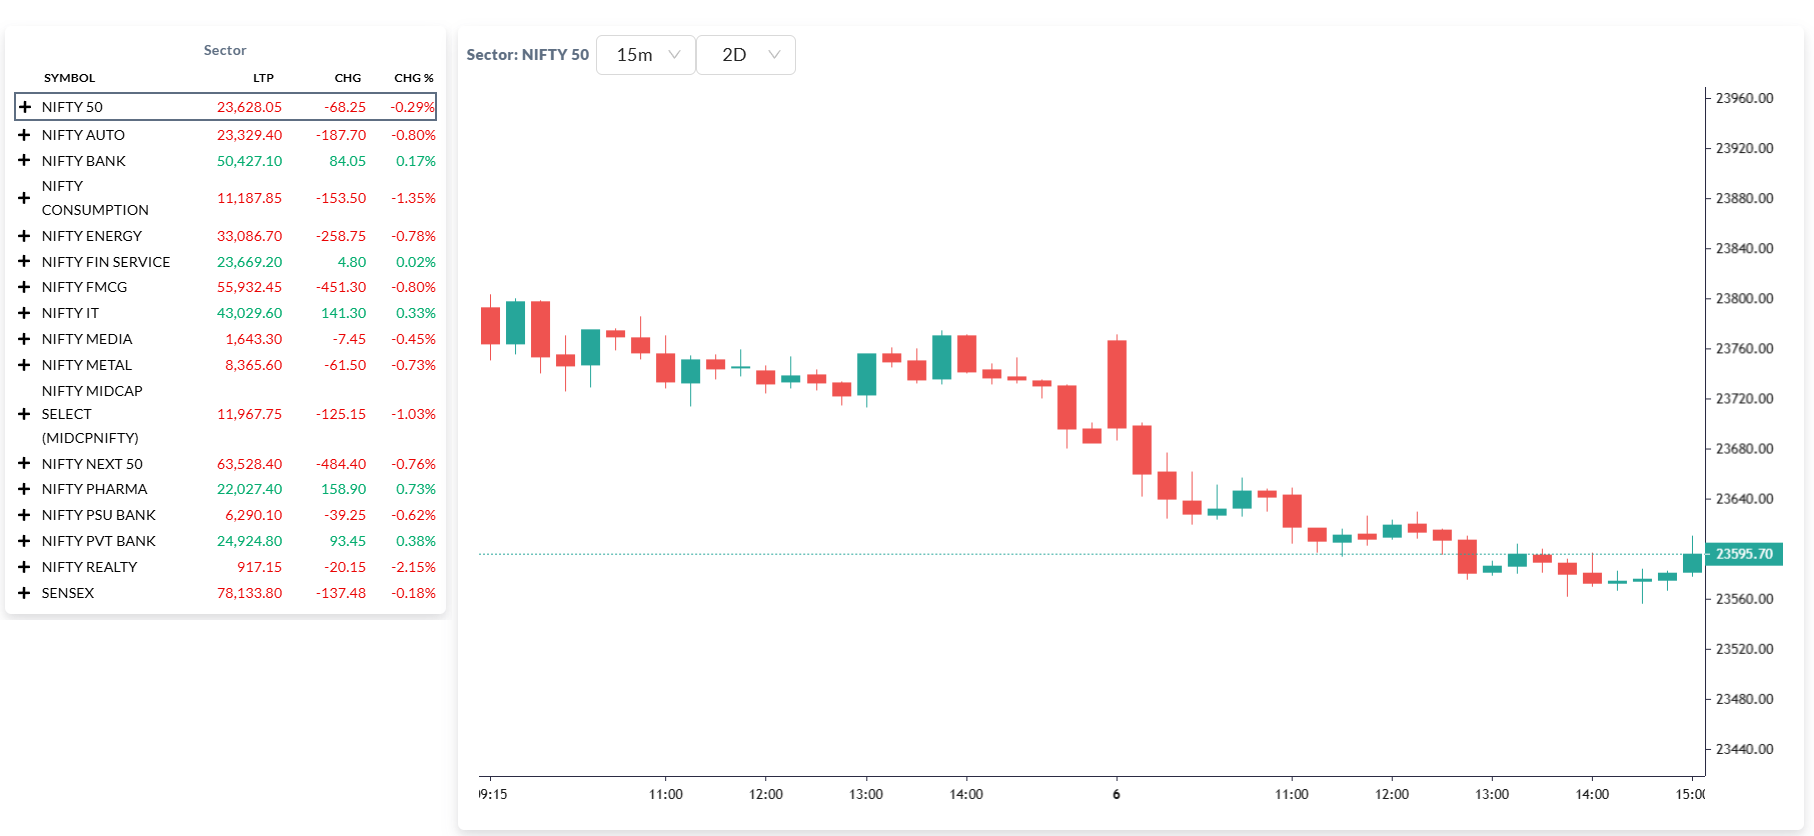 Sector
SYMBOL LTP CHG CHG %
NIFTY 50 23,628.05 -68.25 -0.29%
NIFTY AUTO 23,329.40 -187.70 -0.80%
NIFTY BANK 50,427.10 84.05 0.17%
NIFTY
CONSUMPTION 11,187.85 -153.50 -1.35%
NIFTY ENERGY 33,086.70 -258.75 -0.78%
NIFTY FIN SERVICE 23,669.20 4.80 0.02%
NIFTY FMCG 55,932.45 -451.30 -0.80%
NIFTY IT 43,029.60 141.30 0.33%
NIFTY MEDIA 1,643.30 -7.45 -0.45%
NIFTY METAL 8,365.60 -61.50 -0.73%
NIFTY MIDCAP
SELECT 11,967.75 -125.15 -1.03%
(MIDCPNIFTY)
NIFTY NEXT 50 63,528.40 -484.40 -0.76%
NIFTY PHARMA 22,027.40 158.90 0.73%
NIFTY PSU BANK 6,290.10 -39.25 -0.62%
NIFTY PVT BANK 24,924.80 93.45 0.38%
NIFTY REALTY 917.15 -20.15 -2.15%
SENSEX 78,133.80 -137.48 -0.18%
Sector: NIFTY 50 15m 2D
23960.00
23920.00
23880.00
23840.00
23800.00
23760.00
23720.00
23680.00
23640.00
23595.70
23560.00
23520.00
23480.00
23440.00
9:15 11:00 12:00 13:00 14:00 6 11:00 12:00 13:00 14:00 15:00